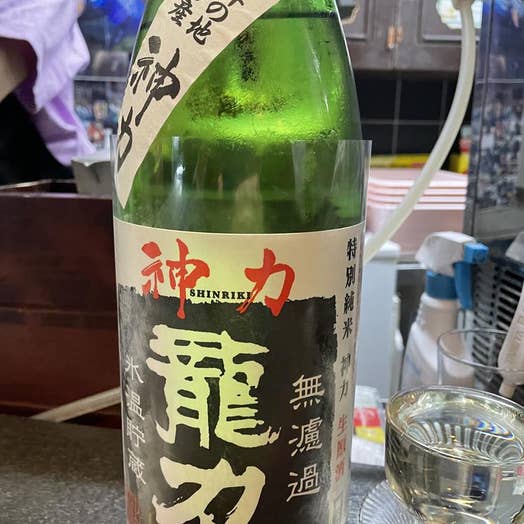 の
産地
神力
神力
SHINRIKI
特別純米 神力 生酛酒
龍力
無濾過
氷温貯蔵